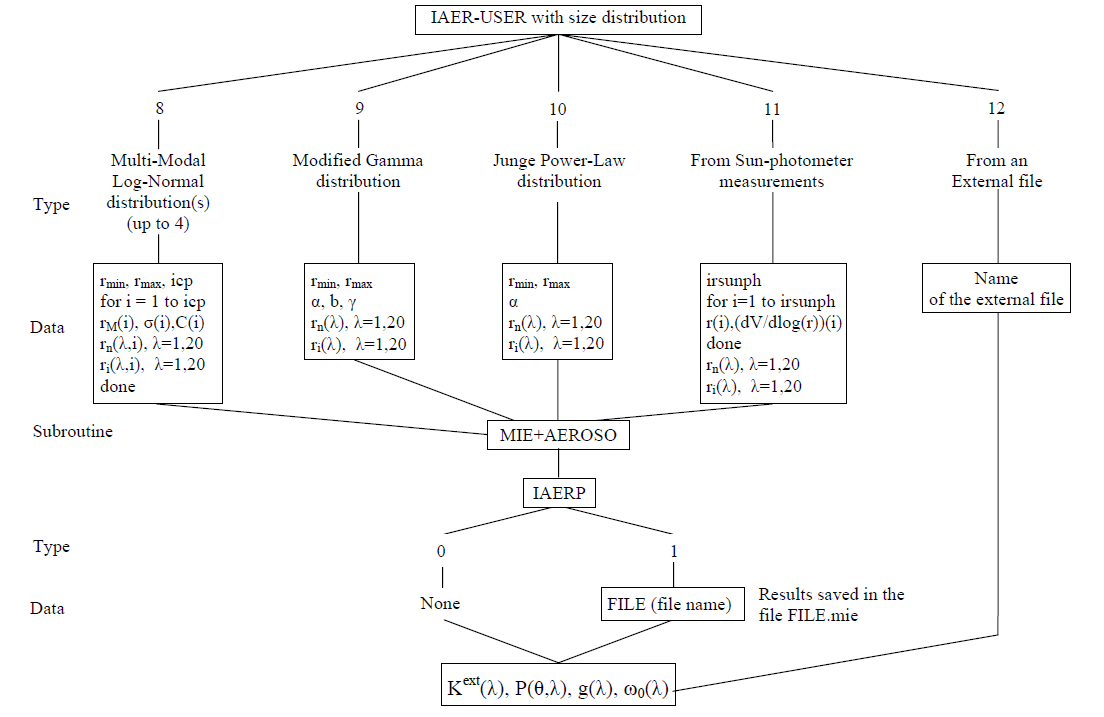 IAER-USER with size distribution
8
9
10
11
12
Type
Multi-Modal
Log-Normal
distribution(s)
(up to 4)
Modified Gamma
distribution
Junge Power-Law
distribution
From Sun-photometer
measurements
From an
External file
Data
rmin, rmax, icp
for i = 1 to icp
rM(i), σ(i),C(i)
rn(λ,i), λ=1,20
ri(λ,i), λ=1,20
done
rmin, rmax
α, b, γ
rn(λ), λ=1,20
ri(λ), λ=1,20
rmin, rmax
α
rn(λ), λ=1,20
ri(λ), λ=1,20
irsunph
for i=1 to irsunph
r(i),(dV/dlog(r))(i)
done
rn(λ), λ=1,20
ri(λ), λ=1,20
Name
of the external file
Subroutine
MIE+AEROSO
IAERP
Type
0
1
Data
None
FILE (file name)
Results saved in the
file FILE.mie
Kext(λ), P(θ,λ), g(λ), ω0(λ)